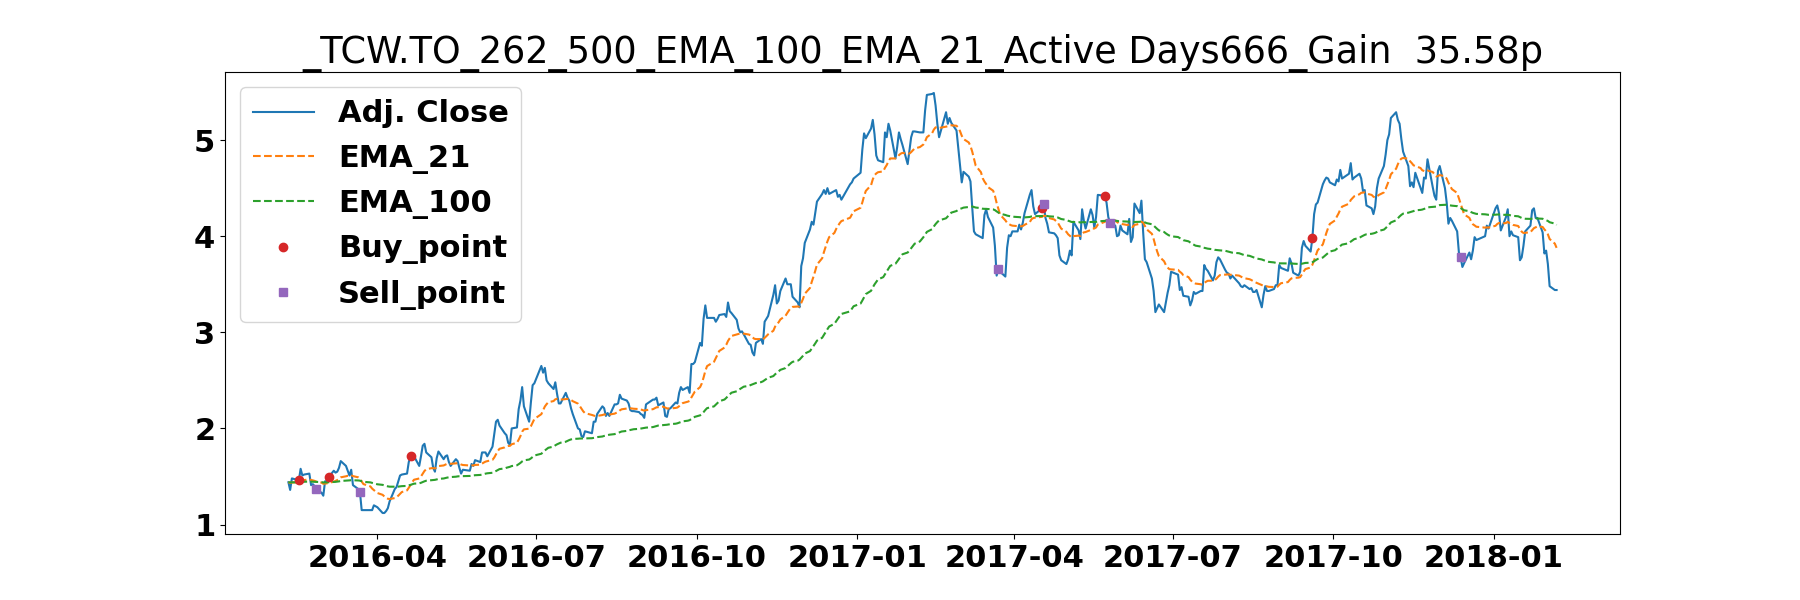 _TCW.TO_262_500_EMA_100_EMA_21_Active Days666_Gain  35.58p
Adj. Close
EMA_21
EMA_100
Buy_point
Sell_point
5
4
3
2
1
2016-04 2016-07 2016-10 2017-01 2017-04 2017-07 2017-10 2018-01